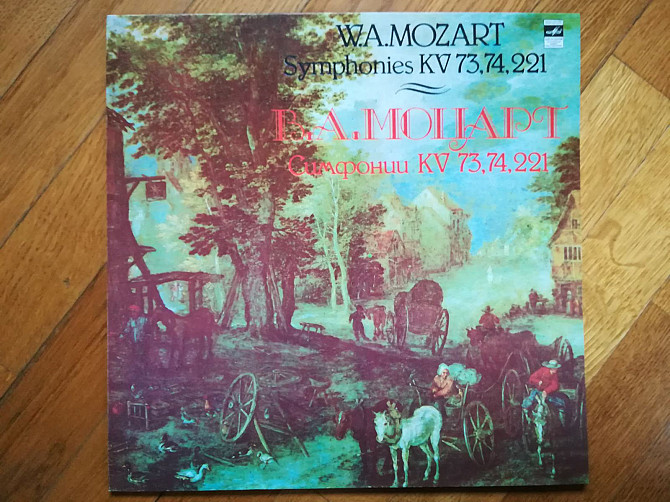 W.A.MOZART
Symphonies KV 73,74,221
В.А.МОЦАРТ
Симфонии KV 73,74,221